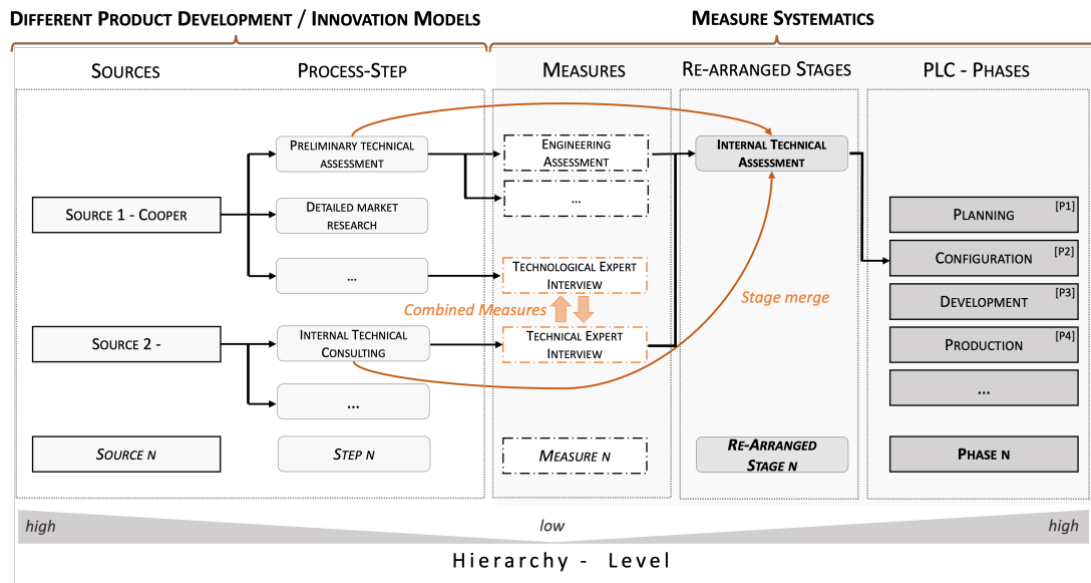 DIFFERENT PRODUCT DEVELOPMENT / INNOVATION MODELS
MEASURE SYSTEMATICS
SOURCES
PROCESS-STEP
MEASURES
RE-ARRANGED STAGES
PLC - PHASES
PRELIMINARY TECHNICAL
ASSESSMENT
ENGINEERING
ASSESSMENT
INTERNAL TECHNICAL
ASSESSMENT
...
SOURCE 1 - COOPER
DETAILED MARKET
RESEARCH
PLANNING
[P1]
...
TECHNOLOGICAL EXPERT
INTERVIEW
CONFIGURATION
[P2]
Combined Measures
Stage merge
DEVELOPMENT
[P3]
SOURCE 2 -
INTERNAL TECHNICAL
CONSULTING
TECHNICAL EXPERT
INTERVIEW
PRODUCTION
[P4]
...
...
SOURCE N
STEP N
MEASURE N
RE-ARRANGED
STAGE N
PHASE N
high
low
high
Hierarchy - Level